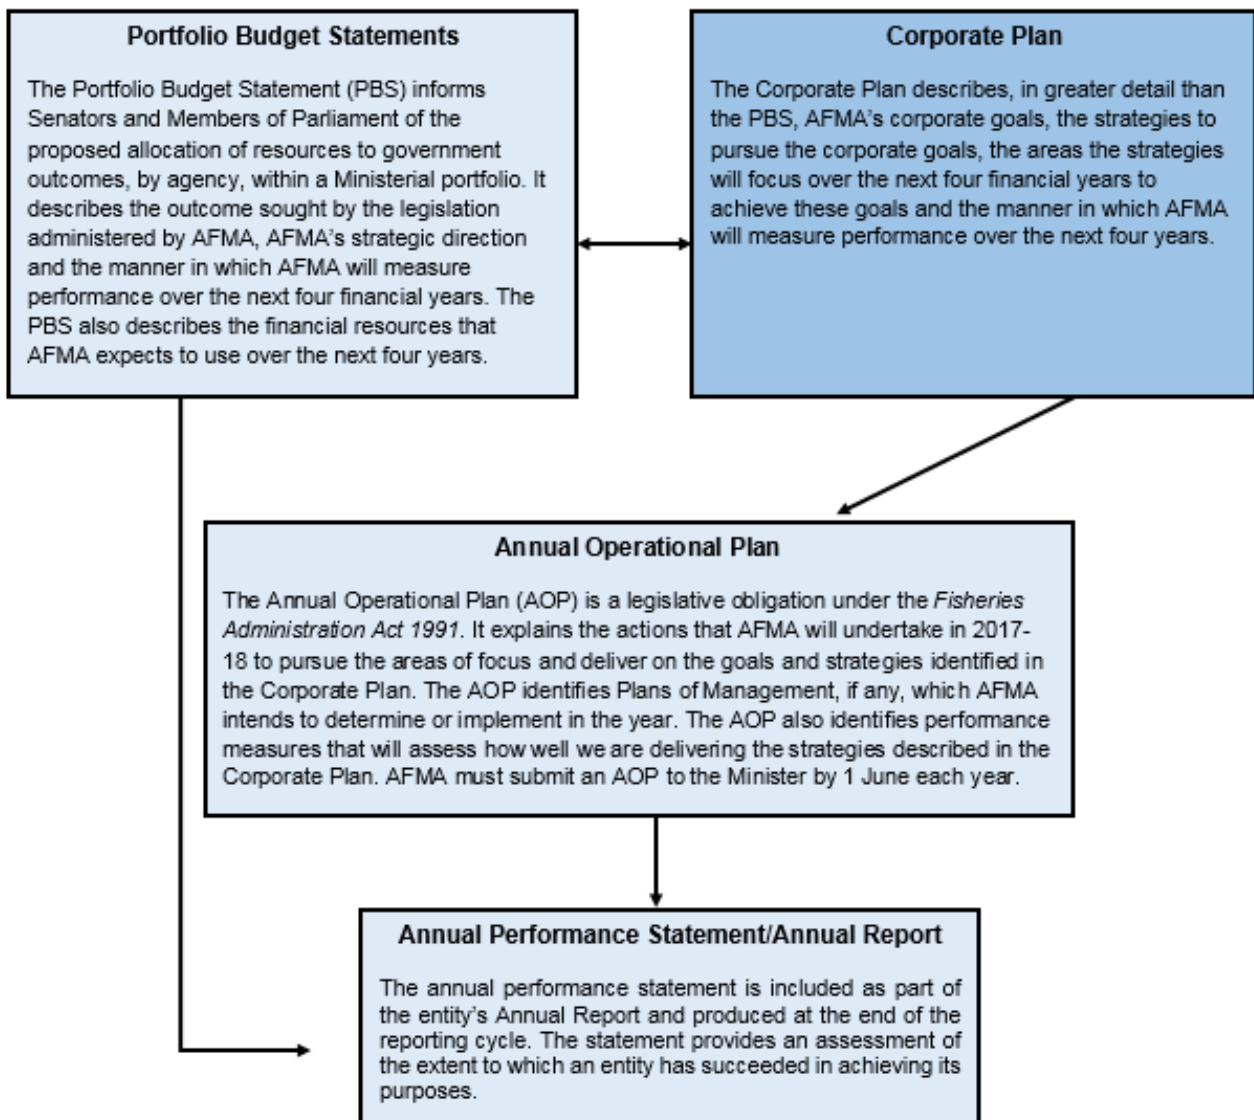 Portfolio Budget Statements
The Portfolio Budget Statement (PBS) informs
Senators and Members of Parliament of the
proposed allocation of resources to government
outcomes, by agency, within a Ministerial portfolio. It
describes the outcome sought by the legislation
administered by AFMA, AFMA's strategic direction
and the manner in which AFMA will measure
performance over the next four financial years. The
PBS also describes the financial resources that
AFMA expects to use over the next four years.
Corporate Plan
The Corporate Plan describes, in greater detail than
the PBS, AFMA's corporate goals, the strategies to
pursue the corporate goals, the areas the strategies
will focus over the next four financial years to
achieve these goals and the manner in which AFMA
will measure performance over the next four years.
Annual Operational Plan
The Annual Operational Plan (AOP) is a legislative obligation under the Fisheries
Administration Act 1991. It explains the actions that AFMA will undertake in 2017-
18 to pursue the areas of focus and deliver on the goals and strategies identified in
the Corporate Plan. The AOP identifies Plans of Management, if any, which AFMA
intends to determine or implement in the year. The AOP also identifies performance
measures that will assess how well we are delivering the strategies described in the
Corporate Plan. AFMA must submit an AOP to the Minister by 1 June each year.
Annual Performance Statement/Annual Report
The annual performance statement is included as part of
the entity's Annual Report and produced at the end of the
reporting cycle. The statement provides an assessment of
the extent to which an entity has succeeded in achieving its
purposes.